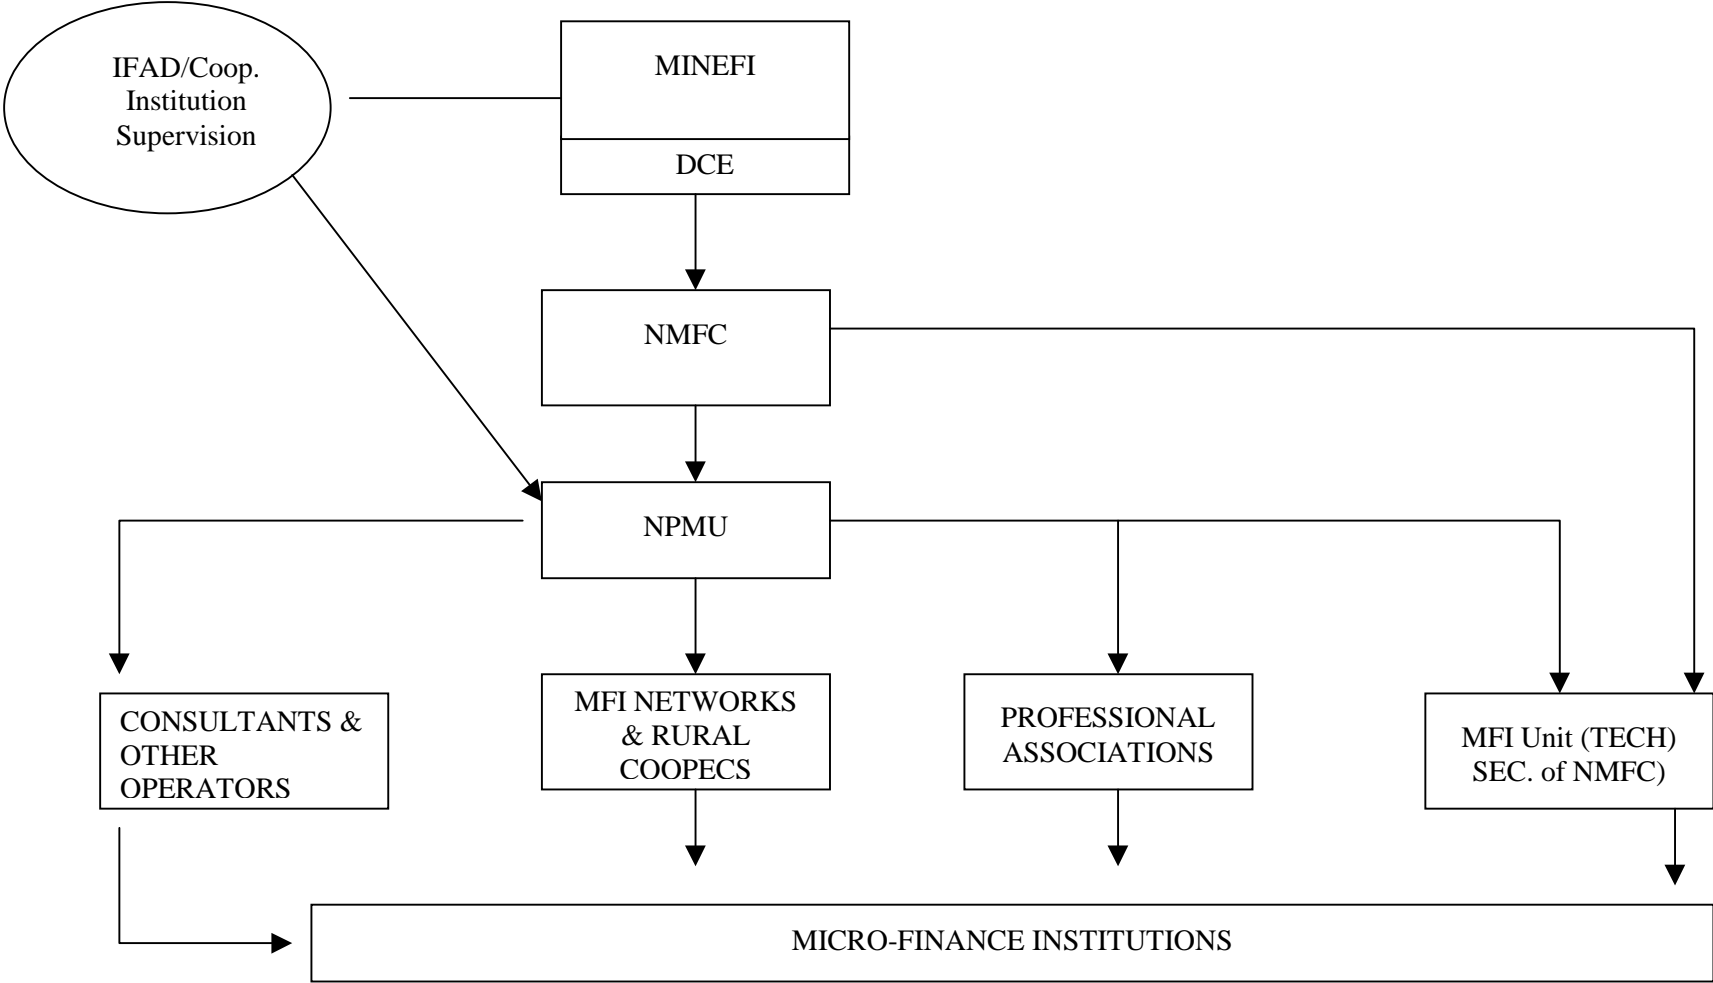 IFAD/Coop.
Institution
Supervision
MINEFI
DCE
NMFC
NPMU
CONSULTANTS &
OTHER
OPERATORS
MFI NETWORKS
& RURAL
COOPECS
PROFESSIONAL
ASSOCIATIONS
MFI Unit (TECH)
SEC. of NMFC)
MICRO-FINANCE INSTITUTIONS